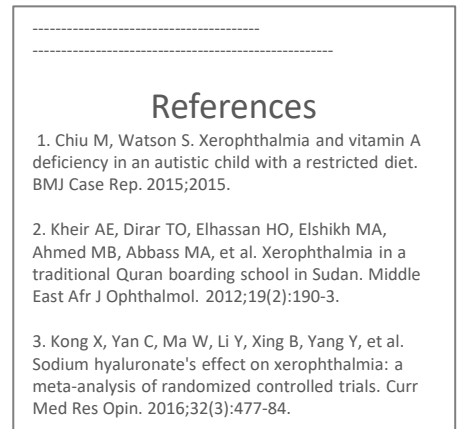 ---------------------------------------
----------------------------------------------------
References
1. Chiu M, Watson S. Xerophthalmia and vitamin A
deficiency in an autistic child with a restricted diet.
BMJ Case Rep. 2015;2015.
2. Kheir AE, Dirar TO, Elhassan HO, Elshikh MA,
Ahmed MB, Abbass MA, et al. Xerophthalmia in a
traditional Quran boarding school in Sudan. Middle
East Afr J Ophthalmol. 2012;19(2):190-3.
3. Kong X, Yan C, Ma W, Li Y, Xing B, Yang Y, et al.
Sodium hyaluronate's effect on xerophthalmia: a
meta-analysis of randomized controlled trials. Curr
Med Res Opin. 2016;32(3):477-84.